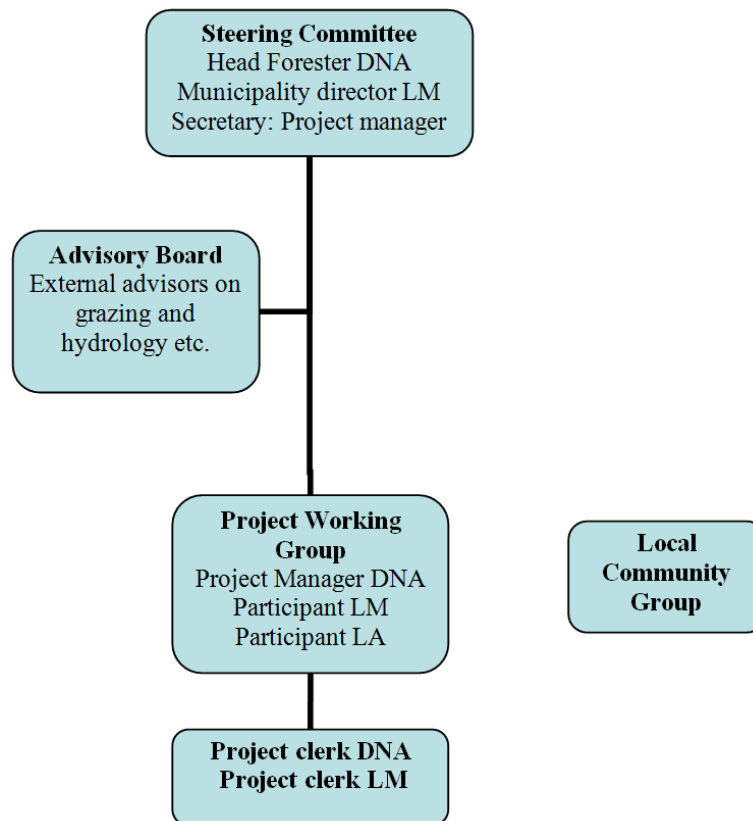 Steering Committee
Head Forester DNA
Municipality director LM
Secretary: Project manager
Advisory Board
External advisors on
grazing and
hydrology etc.
Project Working
Group
Project Manager DNA
Participant LM
Participant LA
Local
Community
Group
Project clerk DNA
Project clerk LM